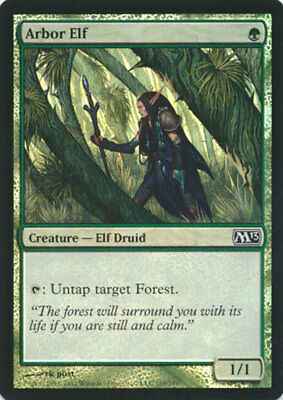 Arbor Elf
Creature — Elf Druid
M13
: Untap target Forest.
"The forest will surround you with its
life if you are still and calm."
1/1